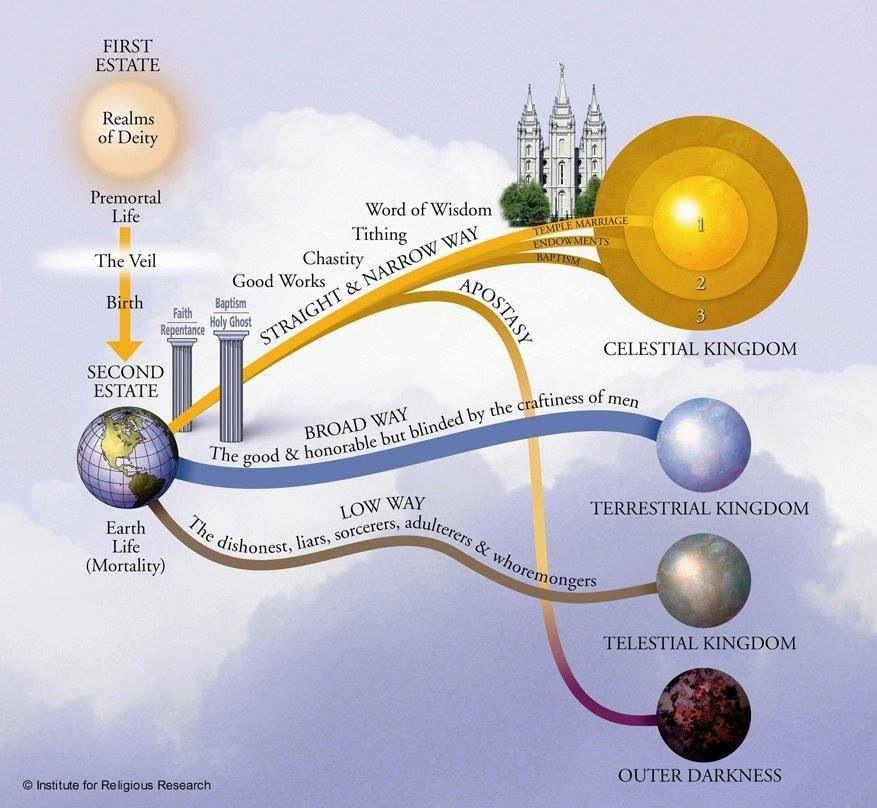 FIRST
ESTATE
Realms
of Deity
Premortal
Life
The Veil
Birth
SECOND
ESTATE
Earth
Life
(Mortality)
Faith
Repentance
Baptism
Holy Ghost
Word of Wisdom
Tithing
Chastity
Good Works
STRAIGHT & NARROW WAY
TEMPLE MARRIAGE
ENDOWMENTS
BAPTISM
1
2
3
CELESTIAL KINGDOM
APOSTASY
BROAD WAY
The good & honorable but blinded by the craftiness of men
TERRESTRIAL KINGDOM
LOW WAY
The dishonest, liars, sorcerers, adulterers & whoremongers
TELESTIAL KINGDOM
OUTER DARKNESS
© Institute for Religious Research